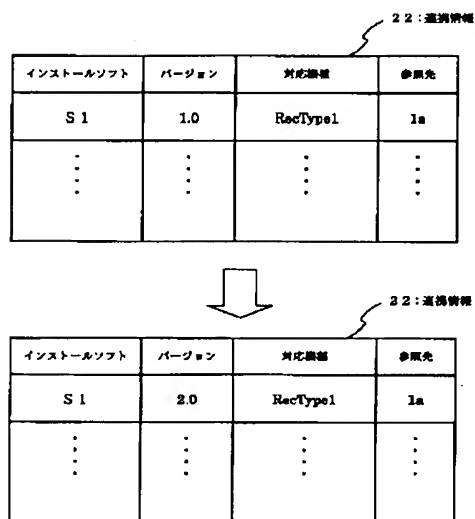 22:連携情報
インストールソフト バージョン 対応機種 参照先
S1 1.0 RecType1 1a
22:連携情報
インストールソフト バージョン 対応機種 参照先
S1 2.0 RecType1 1a